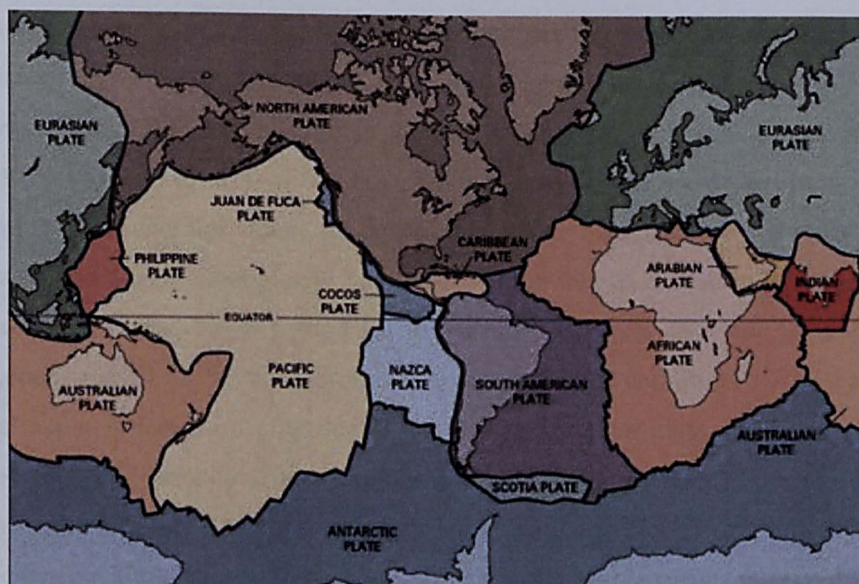 EURASIAN
PLATE
NORTH AMERICAN
PLATE
EURASIAN
PLATE
JUAN DE FUCA
PLATE
PHILIPPINE
PLATE
CARIBBEAN
PLATE
ARABIAN
PLATE
INDIAN
PLATE
COCOS
PLATE
EQUATOR
PACIFIC
PLATE
NAZCA
PLATE
SOUTH AMERICAN
PLATE
AFRICAN
PLATE
AUSTRALIAN
PLATE
AUSTRALIAN
PLATE
SCOTIA PLATE
ANTARCTIC
PLATE